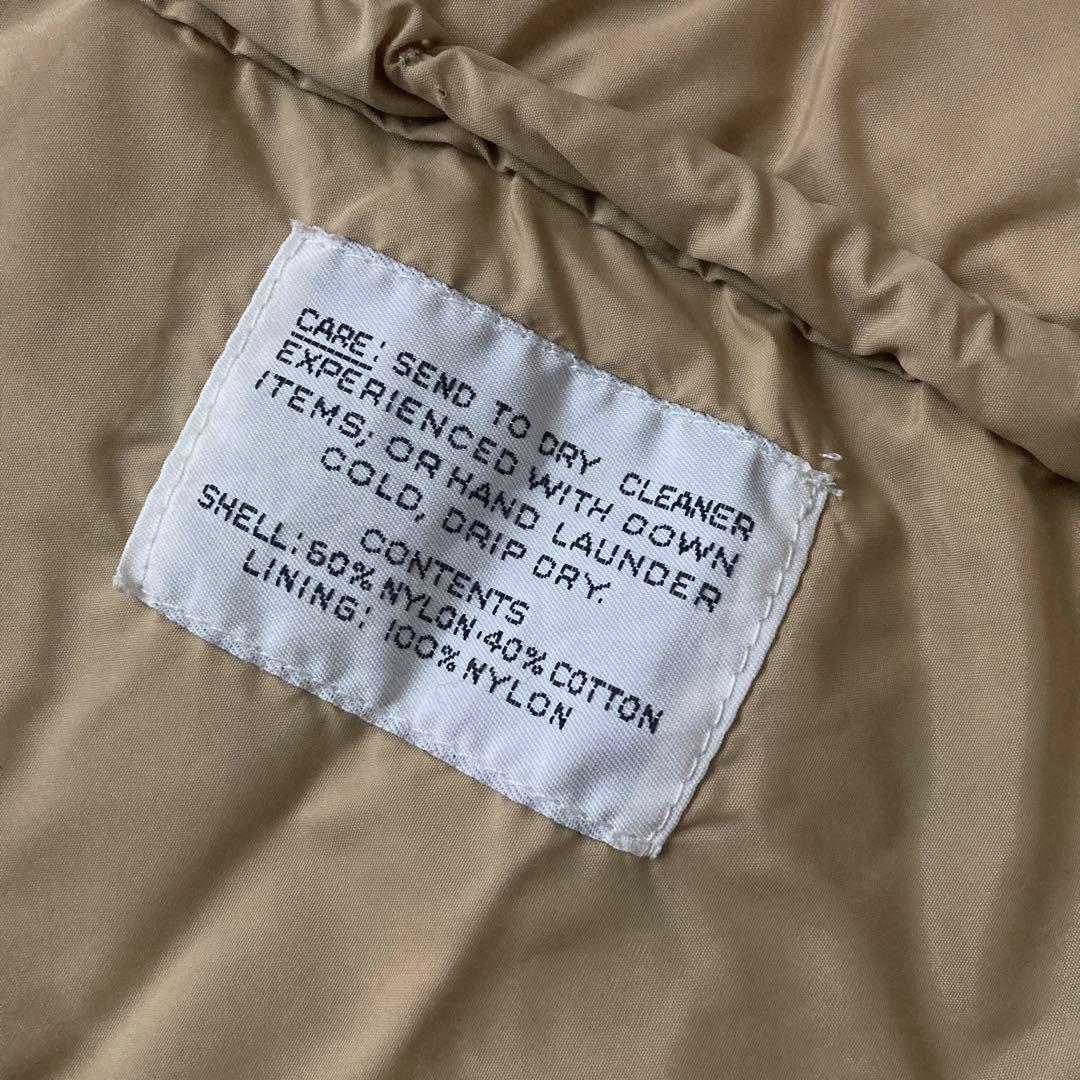 CARE: SEND TO DRY CLEANER
EXPERIENCED WITH DOWN
ITEMS; OR HAND LAUNDER
COLD, DRIP DRY.
CONTENTS
SHELL: 60% NYLON·40% COTTON
LINING: 100% NYLON